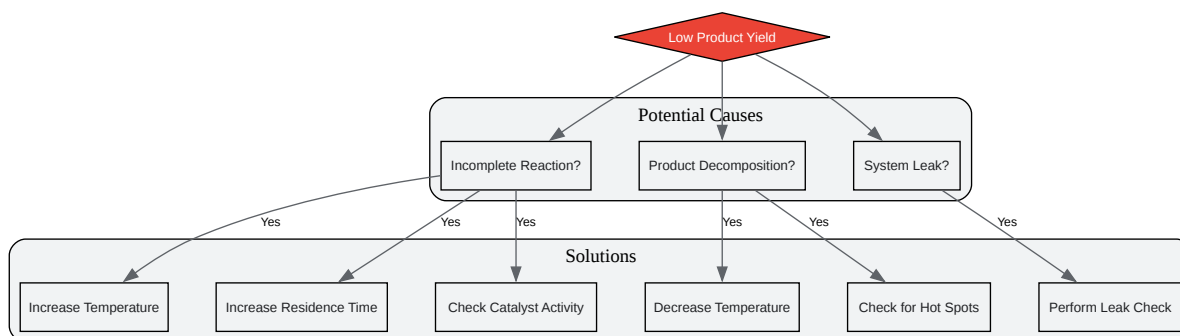 Low Product Yield
Potential Causes
Incomplete Reaction?
Product Decomposition?
System Leak?
Yes
Yes
Yes
Yes
Yes
Yes
Solutions
Increase Temperature
Increase Residence Time
Check Catalyst Activity
Decrease Temperature
Check for Hot Spots
Perform Leak Check